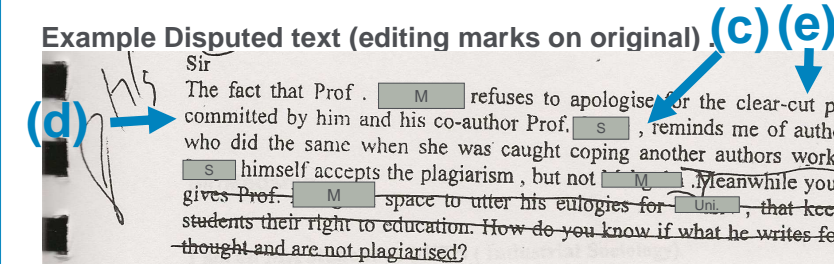 Example Disputed text (editing marks on original) . (c) (e)
Sir
The fact that Prof . M refuses to apologise for the clear-cut p
(d) committed by him and his co-author Prof. S , reminds me of autho
who did the same when she was caught coping another authors work
S himself accepts the plagiarism , but not M .Meanwhile you
gives Prof. M space to utter his eulogies for Uni. , that keep
students their right to education. How do you know if what he writes fo
thought and are not plagiarised?